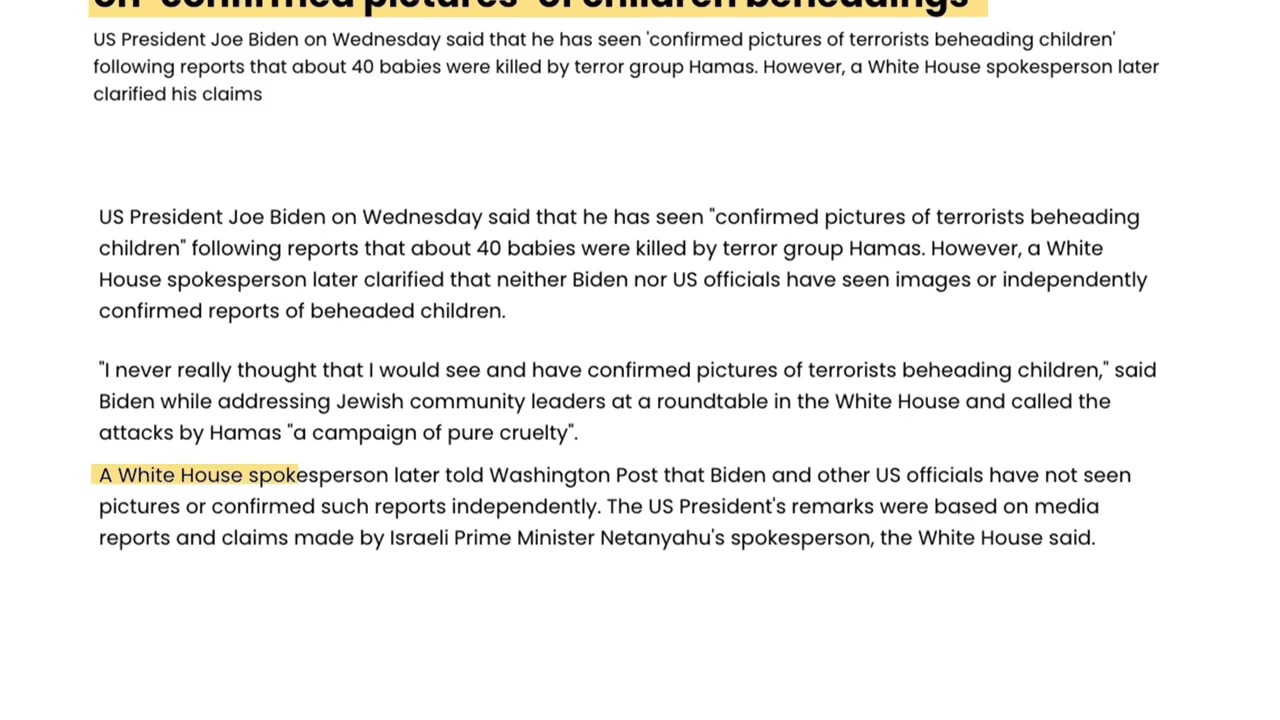 on "confirmed pictures" of children beheadings
US President Joe Biden on Wednesday said that he has seen 'confirmed pictures of terrorists beheading children'
following reports that about 40 babies were killed by terror group Hamas. However, a White House spokesperson later
clarified his claims
US President Joe Biden on Wednesday said that he has seen "confirmed pictures of terrorists beheading
children" following reports that about 40 babies were killed by terror group Hamas. However, a White
House spokesperson later clarified that neither Biden nor US officials have seen images or independently
confirmed reports of beheaded children.
"I never really thought that I would see and have confirmed pictures of terrorists beheading children," said
Biden while addressing Jewish community leaders at a roundtable in the White House and called the
attacks by Hamas "a campaign of pure cruelty".
A White House spokesperson later told Washington Post that Biden and other US officials have not seen
pictures or confirmed such reports independently. The US President's remarks were based on media
reports and claims made by Israeli Prime Minister Netanyahu's spokesperson, the White House said.